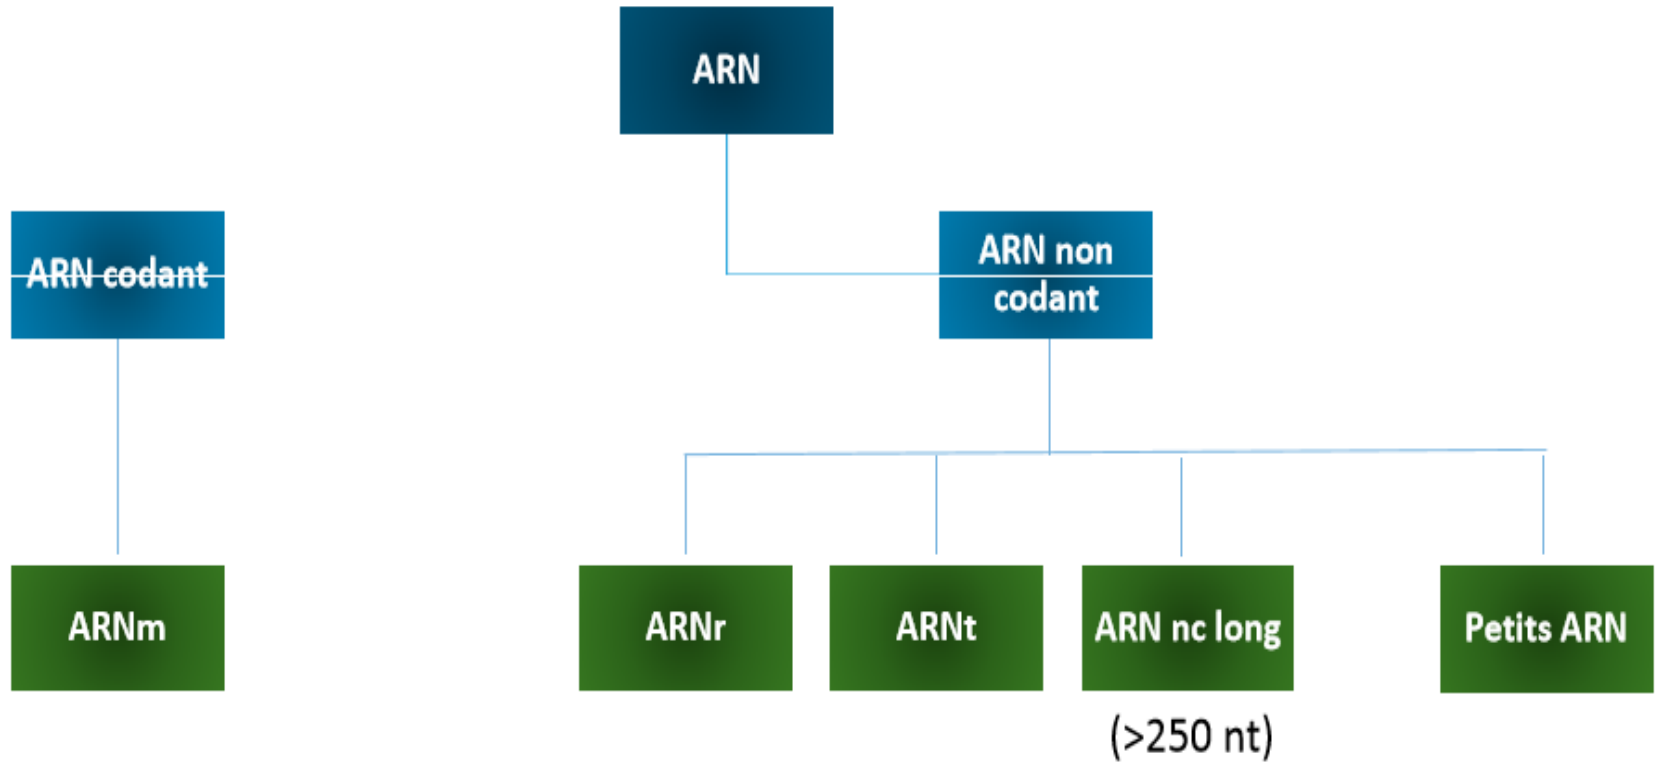 ARN
ARN codant
ARN non
codant
ARNm
ARNr
ARNt
ARN nc long
Petits ARN
(>250 nt)